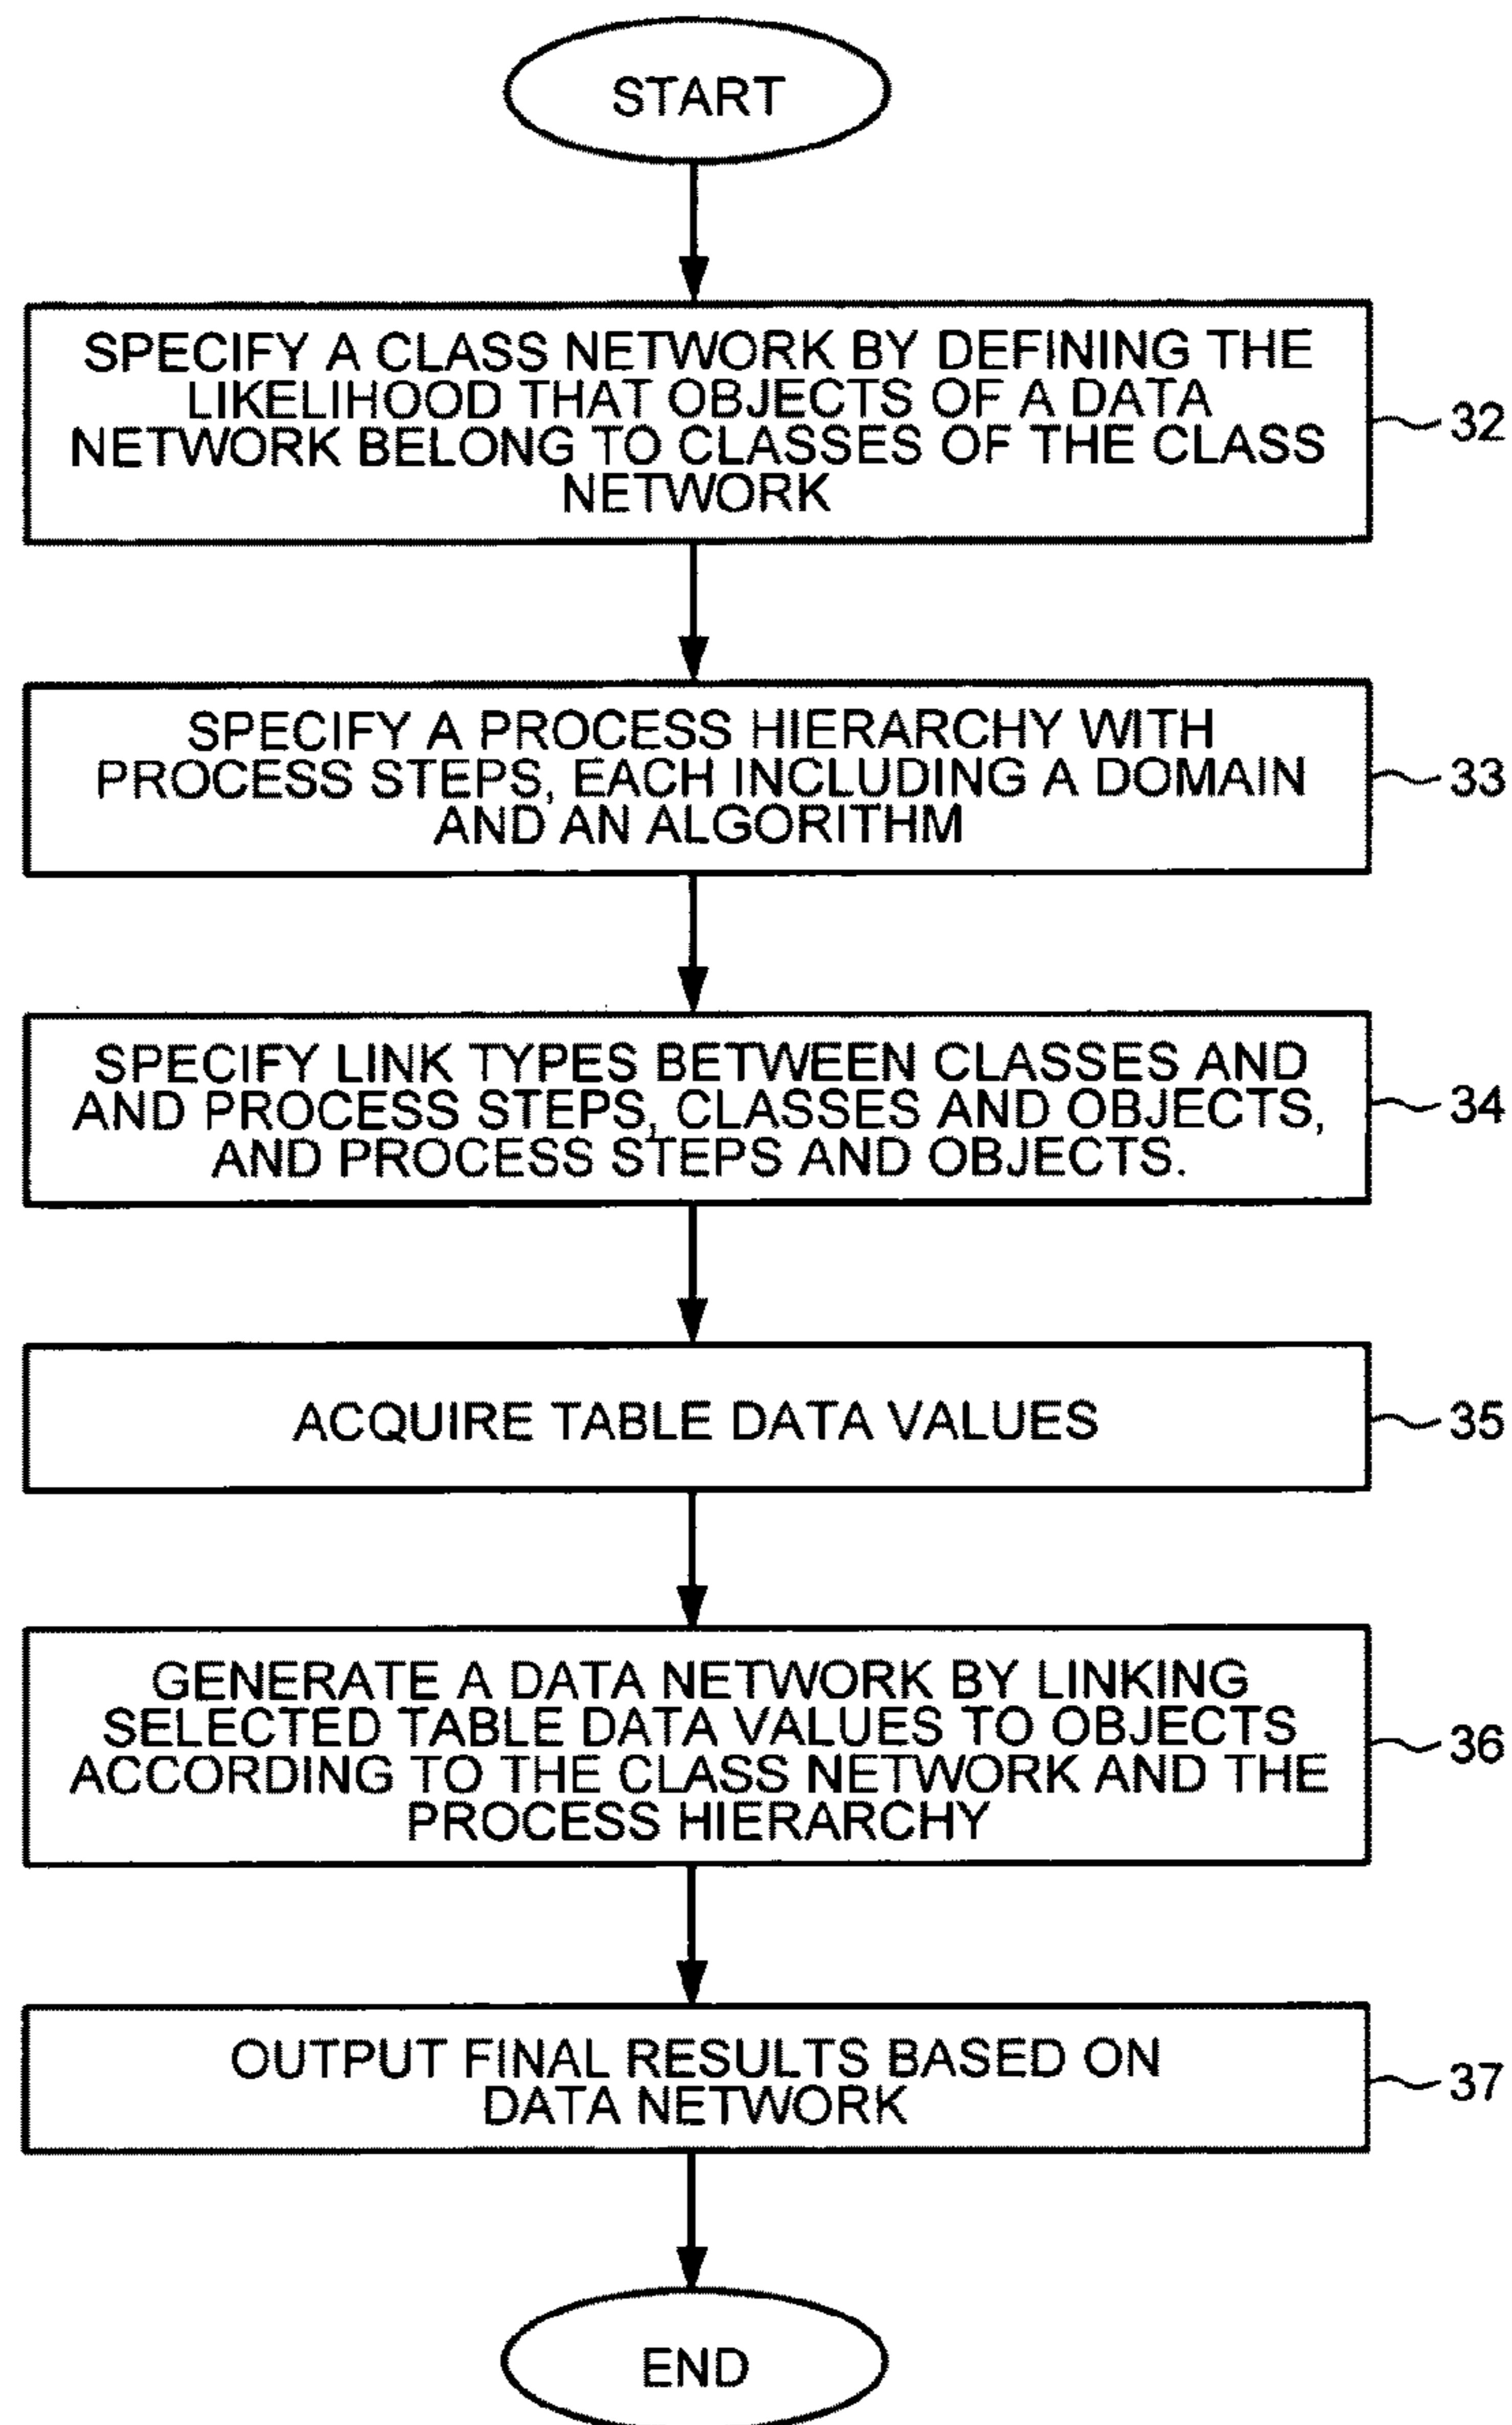 START
SPECIFY A CLASS NETWORK BY DEFINING THE
LIKELIHOOD THAT OBJECTS OF A DATA
NETWORK BELONG TO CLASSES OF THE CLASS
NETWORK
32
SPECIFY A PROCESS HIERARCHY WITH
PROCESS STEPS, EACH INCLUDING A DOMAIN
AND AN ALGORITHM
33
SPECIFY LINK TYPES BETWEEN CLASSES AND
AND PROCESS STEPS, CLASSES AND OBJECTS,
AND PROCESS STEPS AND OBJECTS.
34
ACQUIRE TABLE DATA VALUES
35
GENERATE A DATA NETWORK BY LINKING
SELECTED TABLE DATA VALUES TO OBJECTS
ACCORDING TO THE CLASS NETWORK AND THE
PROCESS HIERARCHY
36
OUTPUT FINAL RESULTS BASED ON
DATA NETWORK
37
END